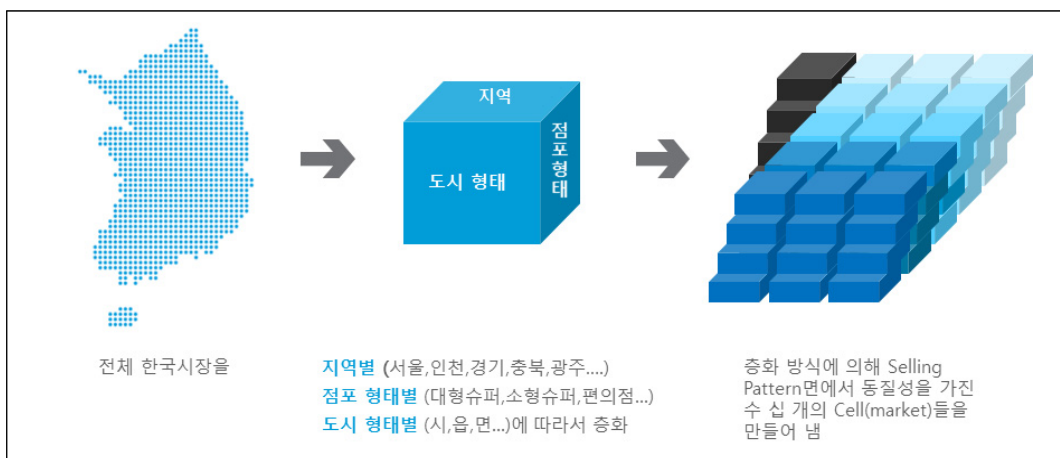 지역
점포형태
도시 형태
전체 한국시장을
지역별 (서울,인천,경기,충북,광주....)
점포 형태별 (대형슈퍼,소형슈퍼,편의점...)
도시 형태별 (시,읍,면...)에 따라서 층화
층화 방식에 의해 Selling
Pattern면에서 동질성을 가진
수 십 개의 Cell(market)들을
만들어 냄